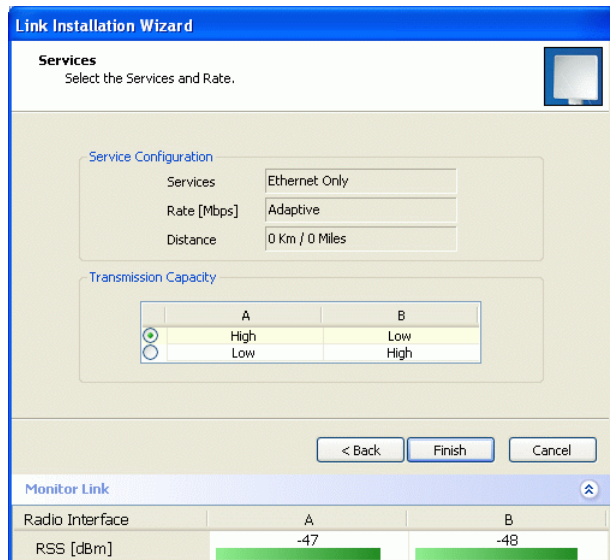 Link Installation Wizard
Services
Select the Services and Rate.
Service Configuration
Services Ethernet Only
Rate [Mbps] Adaptive
Distance 0 Km / 0 Miles
Transmission Capacity
A B
High Low
Low High
< Back Finish Cancel
Monitor Link
Radio Interface A B
RSS [dBm] -47 -48